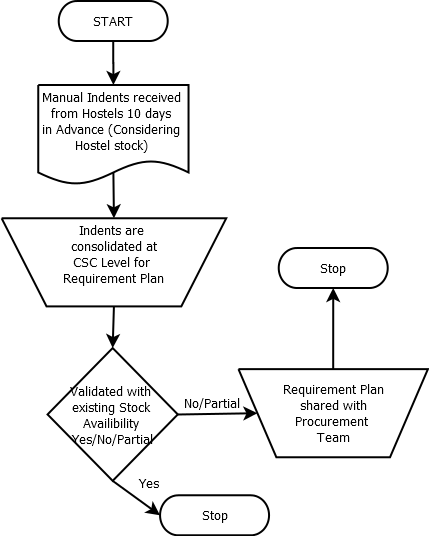 START
Manual Indents received
from Hostels 10 days
in Advance (Considering
Hostel stock)
Indents are
consolidated at
CSC Level for
Requirement Plan
Stop
Validated with
existing Stock
Availibility
Yes/No/Partial
No/Partial
Requirement Plan
shared with
Procurement
Team
Yes
Stop